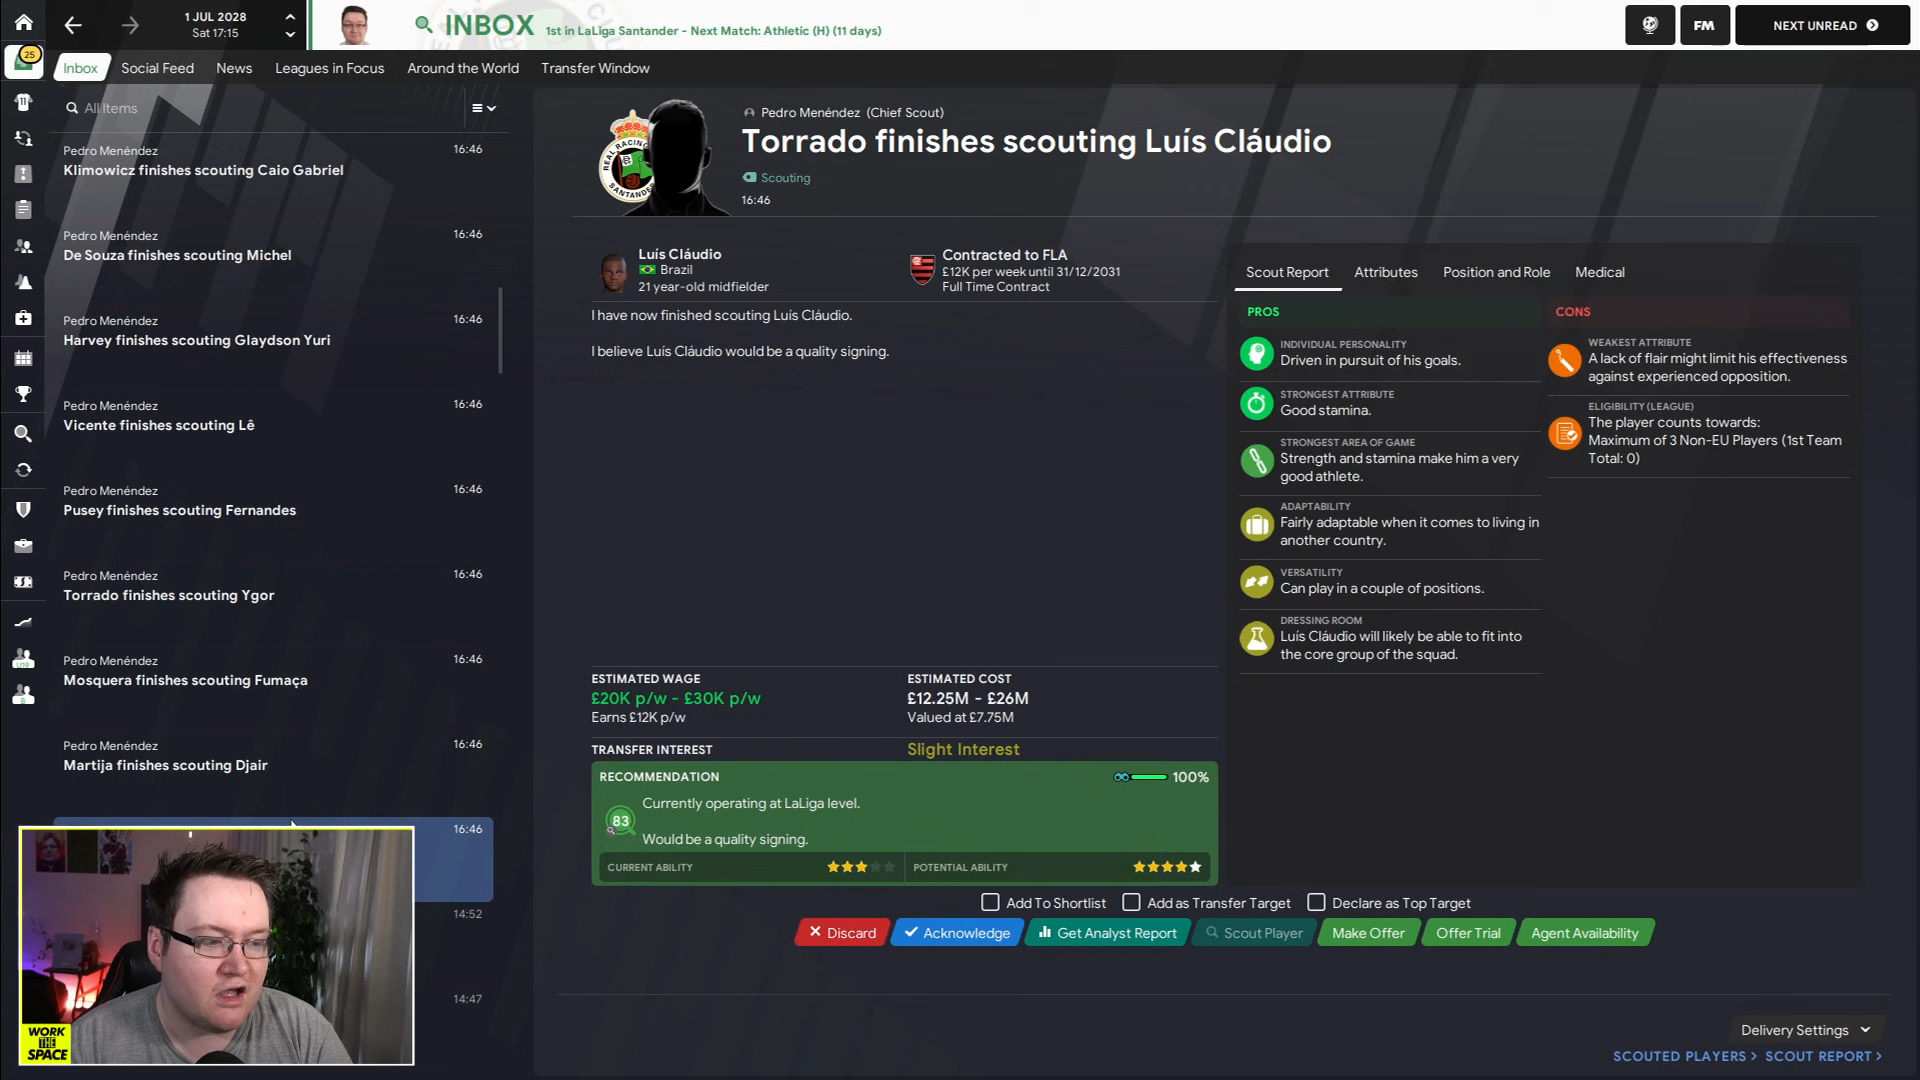 1 JUL 2028
Sat 17:15
INBOX
1st in LaLiga Santander - Next Match: Athletic (H) (11 days)
FM
NEXT UNREAD
25
Inbox
Social Feed
News
Leagues in Focus
Around the World
Transfer Window
All Items
Pedro Menéndez
16:46
Klimowicz finishes scouting Caio Gabriel
Pedro Menéndez
16:46
De Souza finishes scouting Michel
Pedro Menéndez
16:46
Harvey finishes scouting Glaydson Yuri
Pedro Menéndez
16:46
Vicente finishes scouting Lê
Pedro Menéndez
16:46
Pusey finishes scouting Fernandes
Pedro Menéndez
16:46
Torrado finishes scouting Ygor
Pedro Menéndez
16:46
Mosquera finishes scouting Fumaça
Pedro Menéndez
16:46
Martija finishes scouting Djair
16:46
14:52
14:47
WORK
THE
SPACE
Pedro Menéndez (Chief Scout)
Torrado finishes scouting Luís Cláudio
Scouting
16:46
Luís Cláudio
Brazil
21 year-old midfielder
Contracted to FLA
£12K per week until 31/12/2031
Full Time Contract
I have now finished scouting Luís Cláudio.
I believe Luís Cláudio would be a quality signing.
ESTIMATED WAGE
£20K p/w - £30K p/w
Earns £12K p/w
ESTIMATED COST
£12.25M - £26M
Valued at £7.75M
TRANSFER INTEREST
Slight Interest
RECOMMENDATION
100%
83
Currently operating at LaLiga level.
Would be a quality signing.
CURRENT ABILITY
POTENTIAL ABILITY
Scout Report
Attributes
Position and Role
Medical
PROS
INDIVIDUAL PERSONALITY
Driven in pursuit of his goals.
STRONGEST ATTRIBUTE
Good stamina.
STRONGEST AREA OF GAME
Strength and stamina make him a very
good athlete.
ADAPTABILITY
Fairly adaptable when it comes to living in
another country.
VERSATILITY
Can play in a couple of positions.
DRESSING ROOM
Luís Cláudio will likely be able to fit into
the core group of the squad.
CONS
WEAKEST ATTRIBUTE
A lack of flair might limit his effectiveness
against experienced opposition.
ELIGIBILITY (LEAGUE)
The player counts towards:
Maximum of 3 Non-EU Players (1st Team
Total: 0)
Add To Shortlist
Add as Transfer Target
Declare as Top Target
Discard
Acknowledge
Get Analyst Report
Scout Player
Make Offer
Offer Trial
Agent Availability
Delivery Settings
SCOUTED PLAYERS >
SCOUT REPORT >